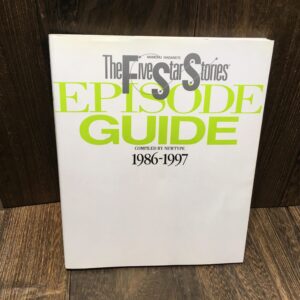 MAMORU NAGANO'S
The Five Star Stories
EPISODE
GUIDE
COMPILED BY NEWTYPE
1986-1997